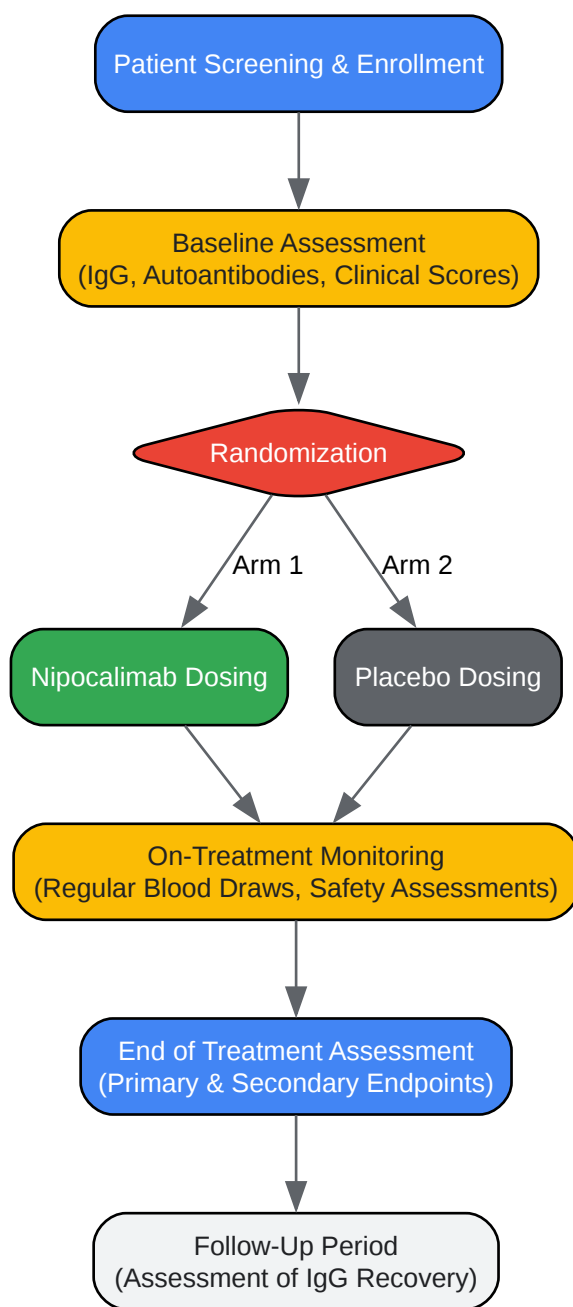 Patient Screening & Enrollment
Baseline Assessment
(IgG, Autoantibodies, Clinical Scores)
Randomization
Arm 1
Arm 2
Nipocalimab Dosing
Placebo Dosing
On-Treatment Monitoring
(Regular Blood Draws, Safety Assessments)
End of Treatment Assessment
(Primary & Secondary Endpoints)
Follow-Up Period
(Assessment of IgG Recovery)